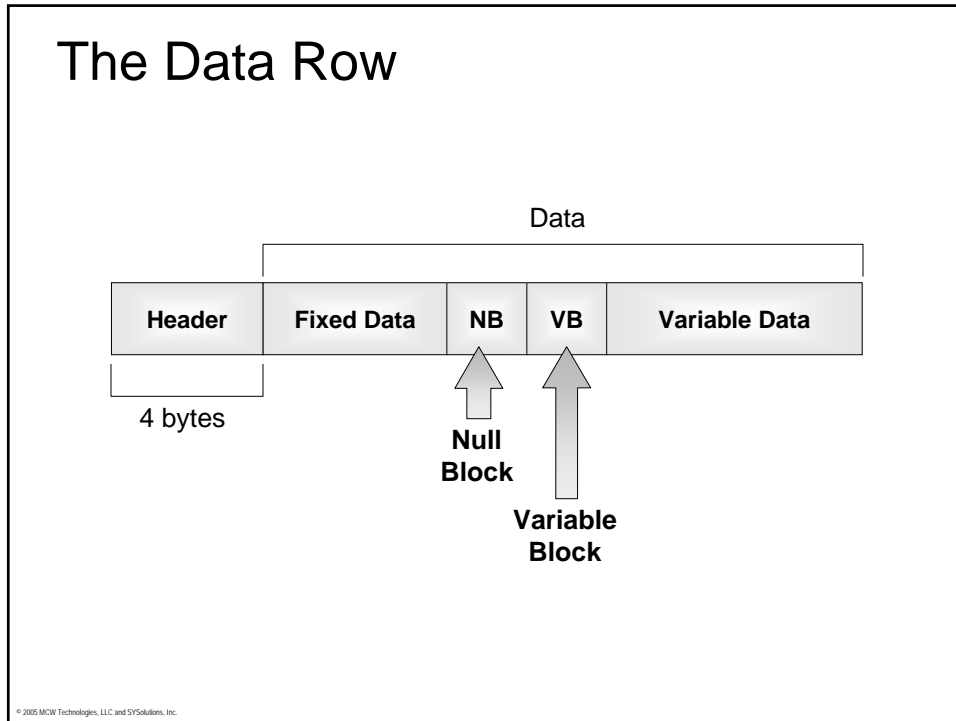 The Data Row
Data
Header
Fixed Data
NB
VB
Variable Data
4 bytes
Null
Block
Variable
Block
© 2005 MCW Technologies, LLC and SYSolutions, Inc.